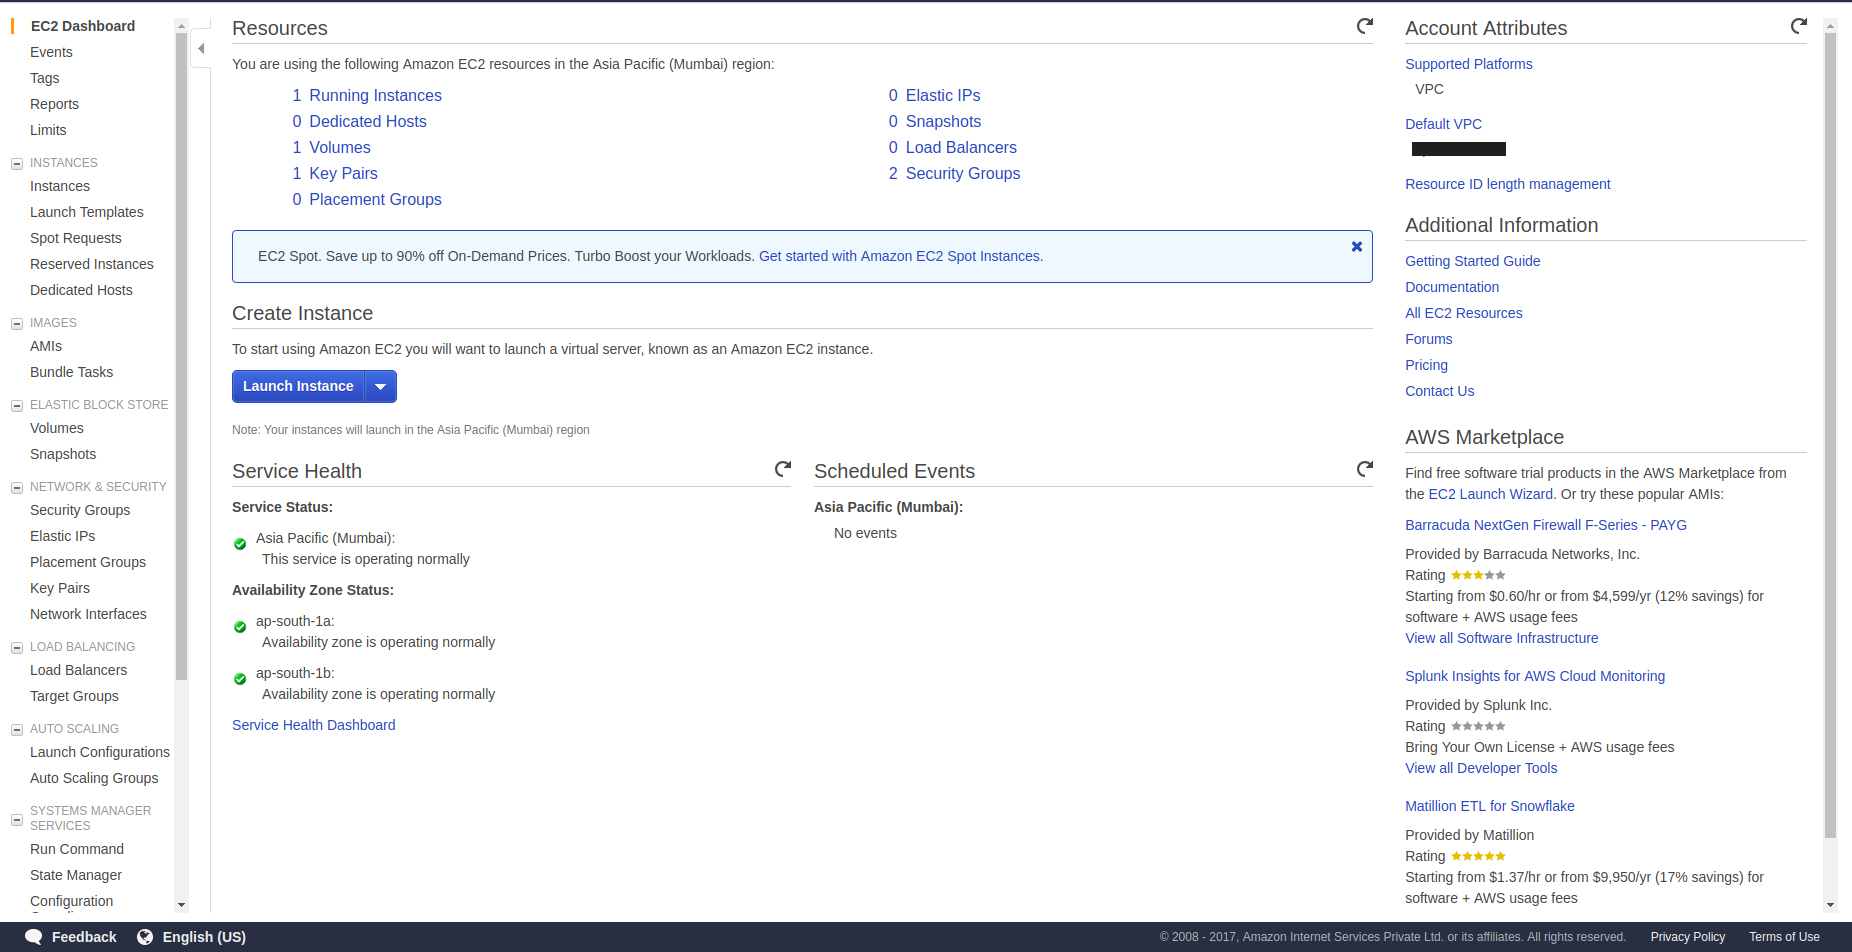 EC2 Dashboard
Events
Tags
Reports
Limits
INSTANCES
Instances
Launch Templates
Spot Requests
Reserved Instances
Dedicated Hosts
IMAGES
AMIs
Bundle Tasks
ELASTIC BLOCK STORE
Volumes
Snapshots
NETWORK & SECURITY
Security Groups
Elastic IPs
Placement Groups
Key Pairs
Network Interfaces
LOAD BALANCING
Load Balancers
Target Groups
AUTO SCALING
Launch Configurations
Auto Scaling Groups
SYSTEMS MANAGER
SERVICES
Run Command
State Manager
Configuration
Resources
You are using the following Amazon EC2 resources in the Asia Pacific (Mumbai) region:
1 Running Instances
0 Dedicated Hosts
1 Volumes
1 Key Pairs
0 Placement Groups
0 Elastic IPs
0 Snapshots
0 Load Balancers
2 Security Groups
EC2 Spot. Save up to 90% off On-Demand Prices. Turbo Boost your Workloads. Get started with Amazon EC2 Spot Instances.
Create Instance
To start using Amazon EC2 you will want to launch a virtual server, known as an Amazon EC2 instance.
Launch Instance
Note: Your instances will launch in the Asia Pacific (Mumbai) region
Service Health
Service Status:
Asia Pacific (Mumbai):
This service is operating normally
Availability Zone Status:
ap-south-1a:
Availability zone is operating normally
ap-south-1b:
Availability zone is operating normally
Service Health Dashboard
Scheduled Events
Asia Pacific (Mumbai):
No events
Account Attributes
Supported Platforms
VPC
Default VPC
Resource ID length management
Additional Information
Getting Started Guide
Documentation
All EC2 Resources
Forums
Pricing
Contact Us
AWS Marketplace
Find free software trial products in the AWS Marketplace from
the EC2 Launch Wizard. Or try these popular AMIs:
Barracuda NextGen Firewall F-Series - PAYG
Provided by Barracuda Networks, Inc.
Rating
Starting from $0.60/hr or from $4,599/yr (12% savings) for
software + AWS usage fees
View all Software Infrastructure
Splunk Insights for AWS Cloud Monitoring
Provided by Splunk Inc.
Rating
Bring Your Own License + AWS usage fees
View all Developer Tools
Matillion ETL for Snowflake
Provided by Matillion
Rating
Starting from $1.37/hr or from $9,950/yr (17% savings) for
software + AWS usage fees
Feedback
English (US)
© 2008 - 2017, Amazon Internet Services Private Ltd. or its affiliates. All rights reserved.
Privacy Policy
Terms of Use